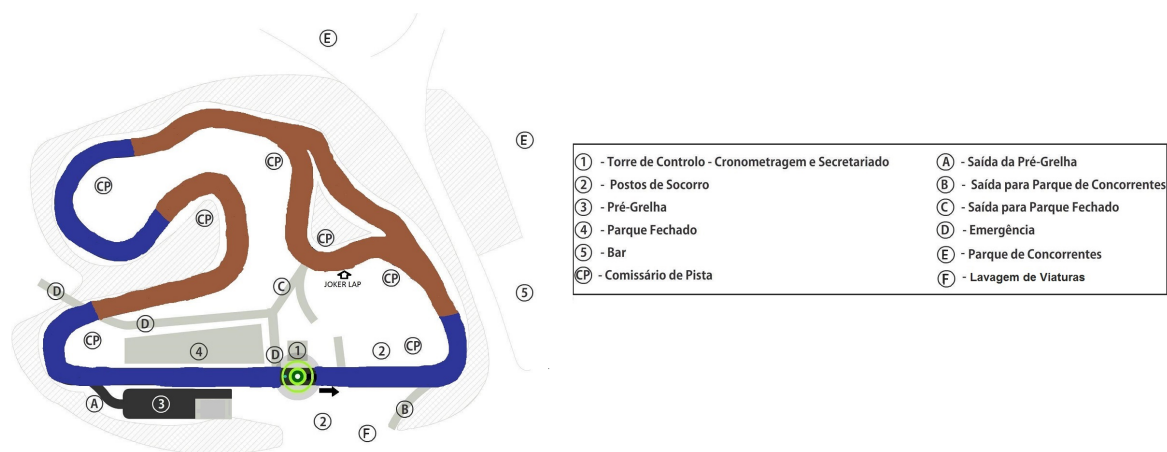 E
E
CP
CP
CP
CP
CP
JOKER LAP
C
D
D
5
CP
4
D
1
2
CP
A
3
2
B
F
1 - Torre de Controlo - Cronometragem e Secretariado
2 - Postos de Socorro
3 - Pré-Grelha
4 - Parque Fechado
5 - Bar
CP - Comissário de Pista
A - Saída da Pré-Grelha
B - Saída para Parque de Concorrentes
C - Saída para Parque Fechado
D - Emergência
E - Parque de Concorrentes
F - Lavagem de Viaturas